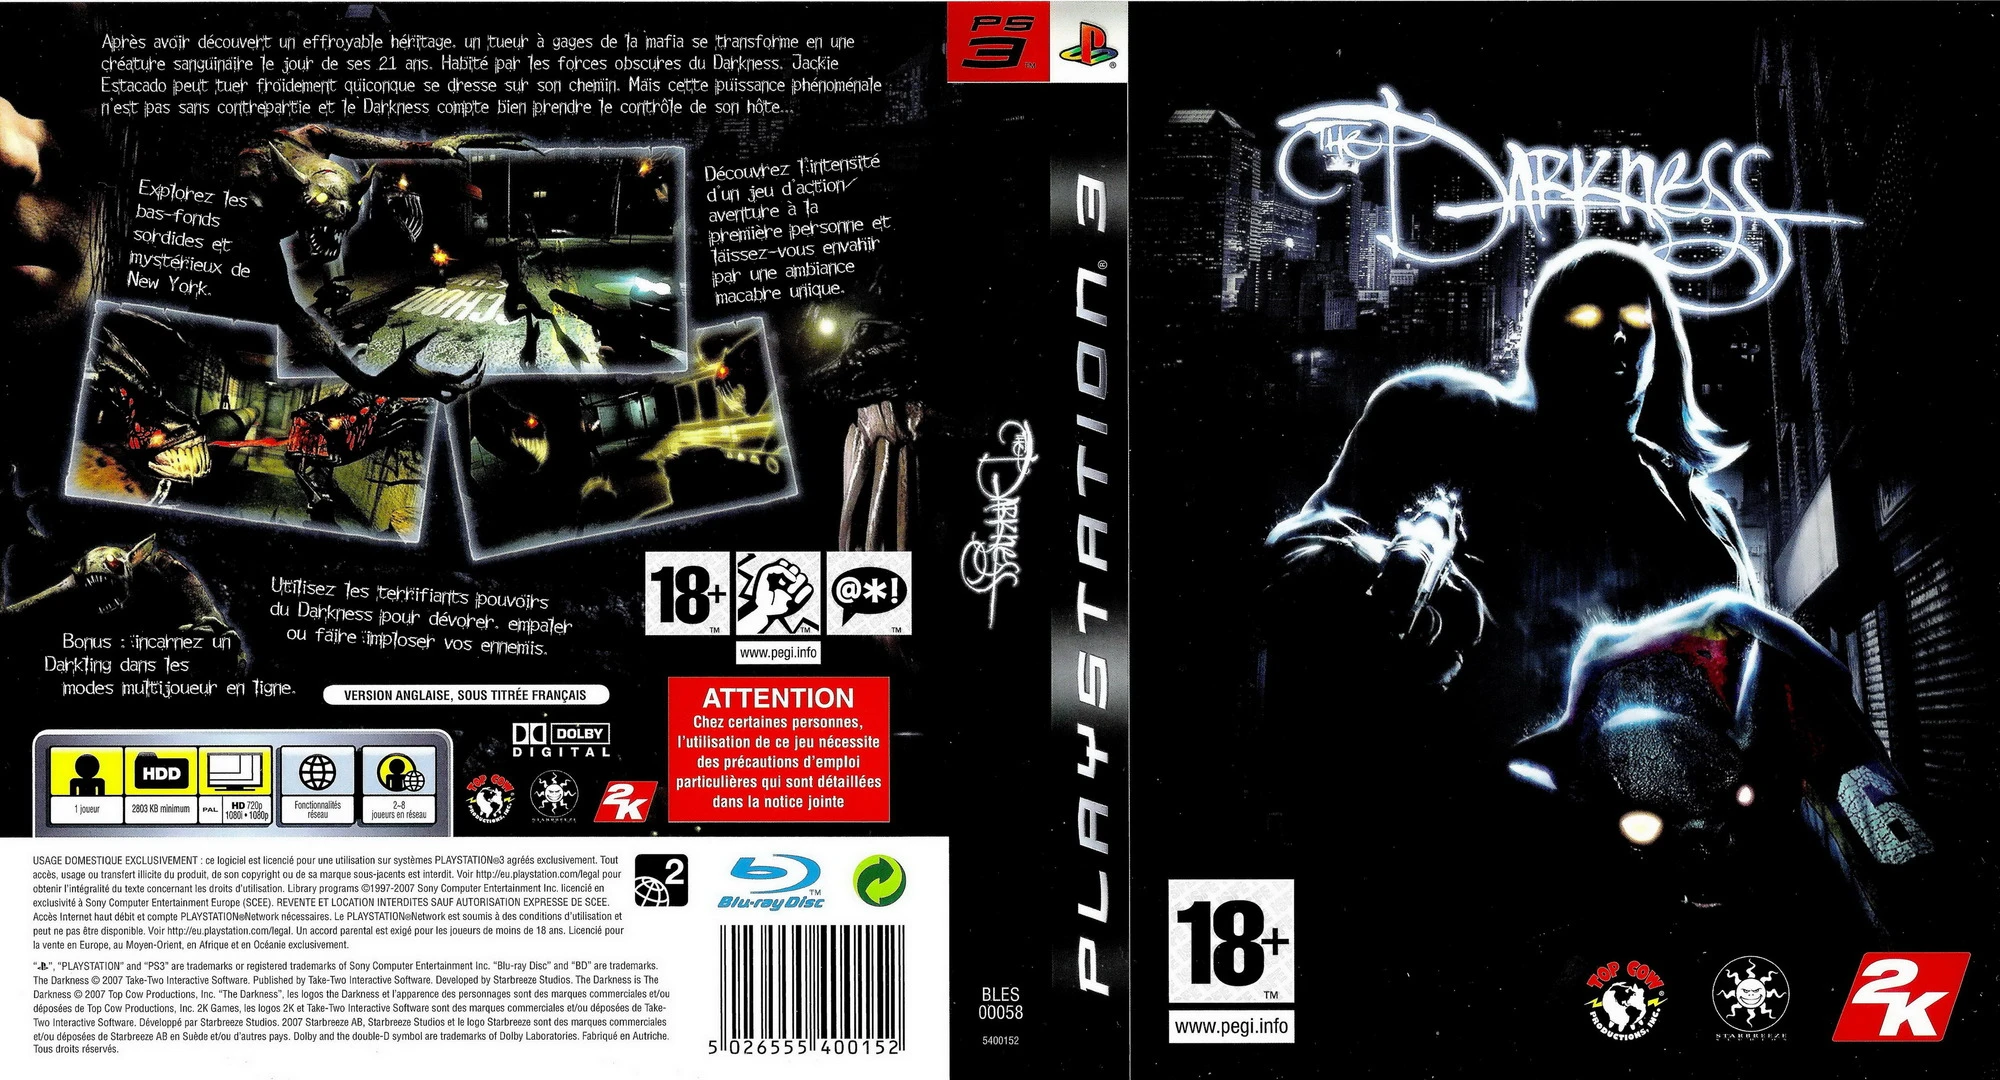 Après avoir découvert un effroyable héritage, un tueur à gages de la mafia se transforme en une
créature sanguinaire le jour de ses 21 ans. Habité par les forces obscures du Darkness, Jackie
Estacado peut tuer froidement quiconque se dresse sur son chemin. Mais cette puissance phénoménale
n'est pas sans contrepartie et le Darkness compte bien prendre le contrôle de son hôte...
Explorez les
bas-fonds
sordides et
mystérieux de
New York.
Découvrez l'intensité
d'un jeu d'action/
aventure à la
première personne et
laissez-vous envahir
par une ambiance
macabre unique.
Utilisez les terrifiants pouvoirs
du Darkness pour dévorer, empaler
ou faire imploser vos ennemis.
Bonus : incarnez un
Darkling dans les
modes multijoueur en ligne.
VERSION ANGLAISE, SOUS TITRÉE FRANÇAIS
18+ ™
™
@*! ™
www.pegi.info
ATTENTION
Chez certaines personnes,
l'utilisation de ce jeu nécessite
des précautions d'emploi
particulières qui sont détaillées
dans la notice jointe
DOLBY
DIGITAL
HDD
1 joueur
2803 KB minimum
PAL
HD 720p
1080i • 1080p
Fonctionnalités
réseau
2-8
joueurs en réseau
TOP COW
PRODUCTIONS, INC.
STARBREEZE
2K
USAGE DOMESTIQUE EXCLUSIVEMENT : ce logiciel est licencié pour une utilisation sur systèmes PLAYSTATION®3 agréés exclusivement. Tout
accès, usage ou transfert illicite du produit, de son copyright ou de sa marque sous-jacents est interdit. Voir http://eu.playstation.com/legal pour
obtenir l'intégralité du texte concernant les droits d'utilisation. Library programs ©1997-2007 Sony Computer Entertainment Inc. licencié en
exclusivité à Sony Computer Entertainment Europe (SCEE). REVENTE ET LOCATION INTERDITES SAUF AUTORISATION EXPRESSE DE SCEE.
Accès Internet haut débit et compte PLAYSTATION®Network nécessaires. Le PLAYSTATION®Network est soumis à des conditions d'utilisation et
peut ne pas être disponible. Voir http://eu.playstation.com/legal. Un accord parental est exigé pour les joueurs de moins de 18 ans. Licencié pour
la vente en Europe, au Moyen-Orient, en Afrique et en Océanie exclusivement.
"", "PLAYSTATION" and "PS3" are trademarks or registered trademarks of Sony Computer Entertainment Inc. "Blu-ray Disc" and "BD" are trademarks.
The Darkness © 2007 Take-Two Interactive Software. Published by Take-Two Interactive Software. Developed by Starbreeze Studios. The Darkness is The
Darkness © 2007 Top Cow Productions, Inc. "The Darkness", les logos the Darkness et l'apparence des personnages sont des marques commerciales et/ou
déposées de Top Cow Productions, Inc. 2K Games, les logos 2K et Take-Two Interactive Software sont des marques commerciales et/ou déposées de Take-
Two Interactive Software. Développé par Starbreeze Studios. 2007 Starbreeze AB, Starbreeze Studios et le logo Starbreeze sont des marques commerciales
et/ou déposées de Starbreeze AB en Suède et/ou d'autres pays. Dolby and the double-D symbol are trademarks of Dolby Laboratories. Fabriqué en Autriche.
Tous droits réservés.
2
Blu-ray Disc ™
5 026555 400152
PS
3 ™
®
PLAYSTATION®3
THE DARKNESS
BLES
00058
5400152
THE DARKNESS
18+ ™
www.pegi.info
TOP COW
PRODUCTIONS, INC.
STARBREEZE
STUDIOS
2K